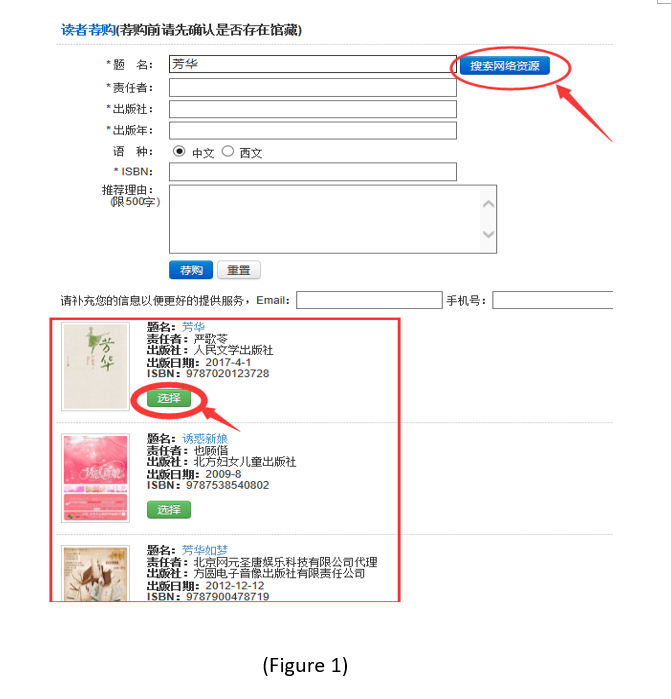 读者荐购(荐购前请先确认是否存在馆藏)
*题 名: 芳华 搜索网络资源
*责任者:
*出版社:
*出版年:
语 种: 中文 西文
* ISBN:
推荐理由:
(限500字)
荐购 重置
请补充您的信息以便更好的提供服务，Email: 手机号:
芳华
题名: 芳华
责任者: 严歌苓
出版社: 人民文学出版社
出版日期: 2017-4-1
ISBN: 9787020123728
选择
题名: 诱惑新娘
责任者: 也顾偕
出版社: 北方妇女儿童出版社
出版日期: 2009-8
ISBN: 9787538540802
选择
题名: 芳华如梦
责任者: 北京网元圣唐娱乐科技有限公司代理
出版社: 方圆电子音像出版社有限责任公司
出版日期: 2012-12-12
ISBN: 9787900478719
(Figure 1)